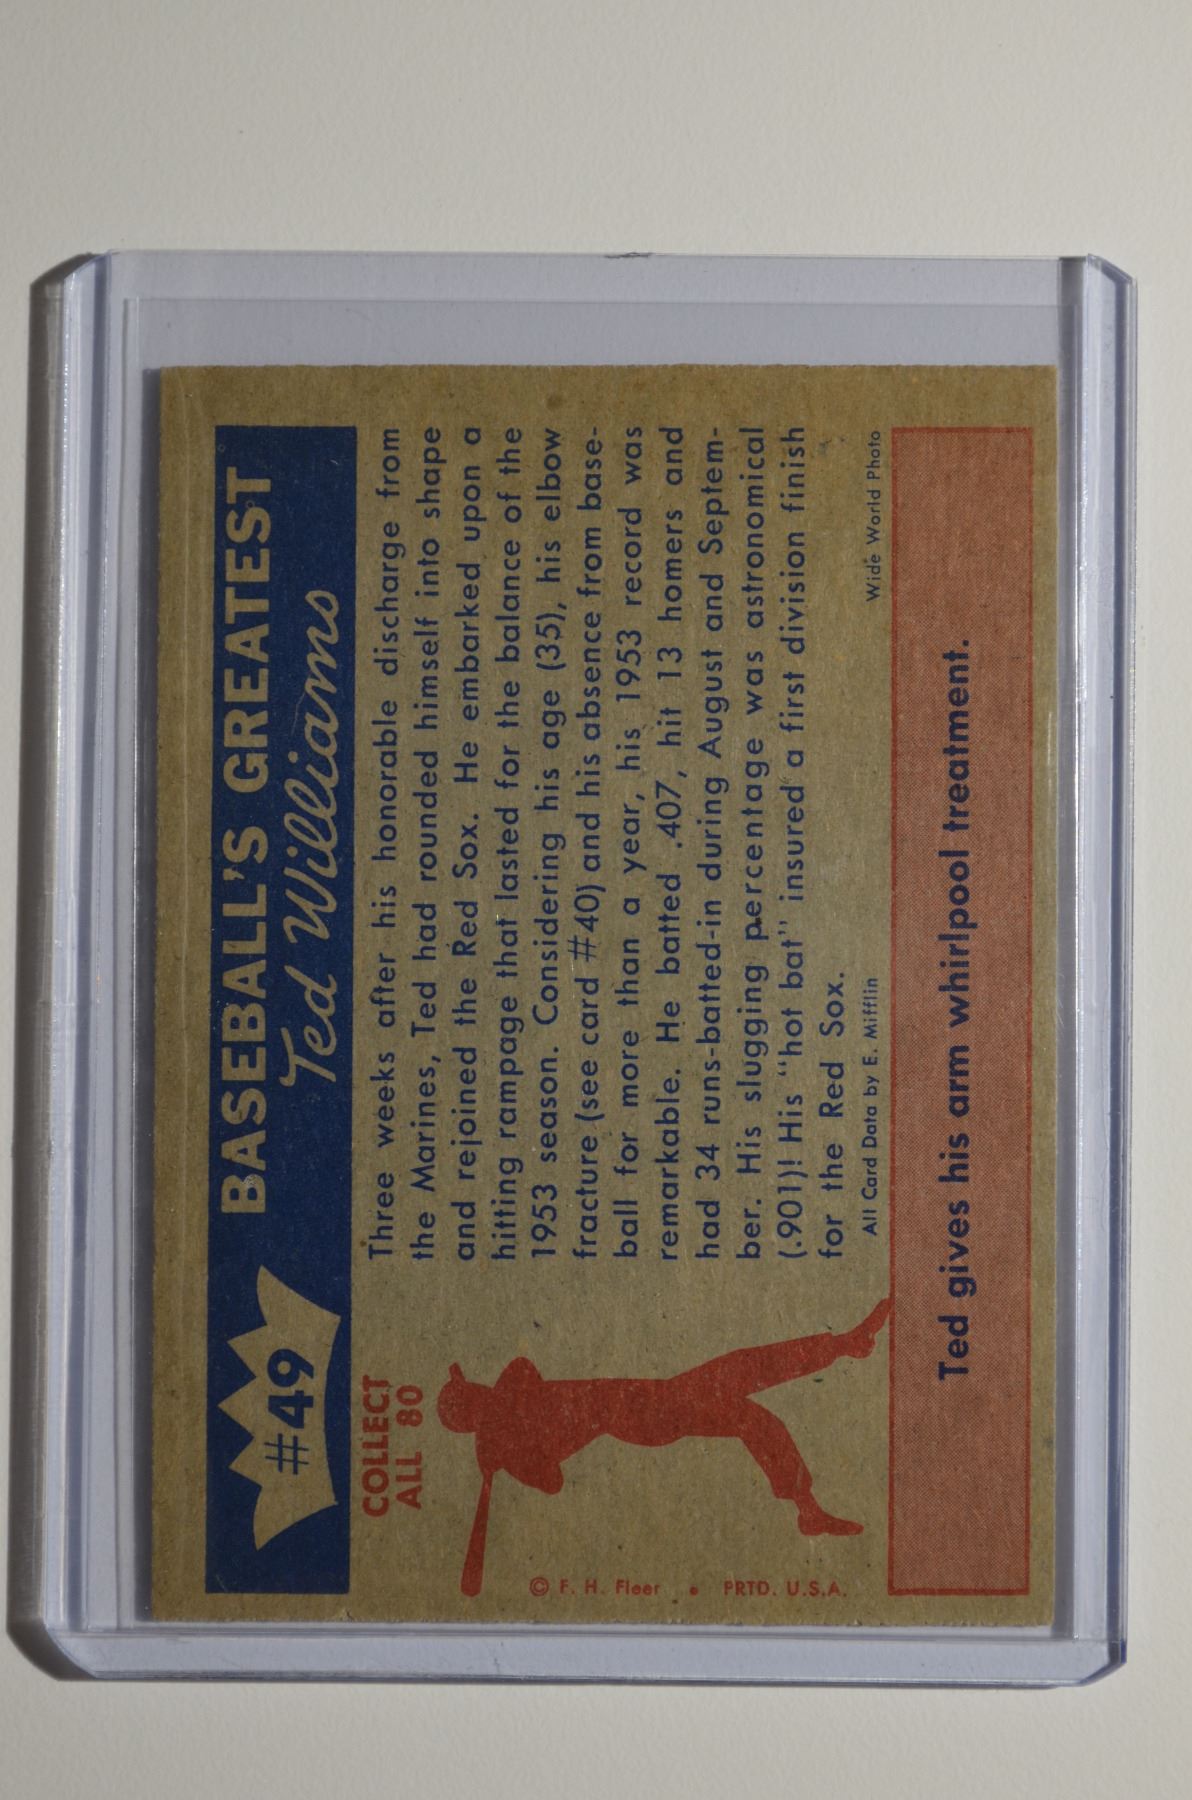 BASEBALL'S GREATEST
Ted Williams
#49
COLLECT
ALL 80
Three weeks after his honorable discharge from
the Marines, Ted had rounded himself into shape
and rejoined the Red Sox. He embarked upon a
hitting rampage that lasted for the balance of the
1953 season. Considering his age (35), his elbow
fracture (see card #40) and his absence from base-
ball for more than a year, his 1953 record was
remarkable. He batted .407, hit 13 homers and
had 34 runs-batted-in during August and Septem-
ber. His slugging percentage was astronomical
(.901)! His "hot bat" insured a first division finish
for the Red Sox.
All Card Data by E. Mifflin
Wide World Photo
© F. H. Fleer • PRTD. U.S.A.
Ted gives his arm whirlpool treatment.